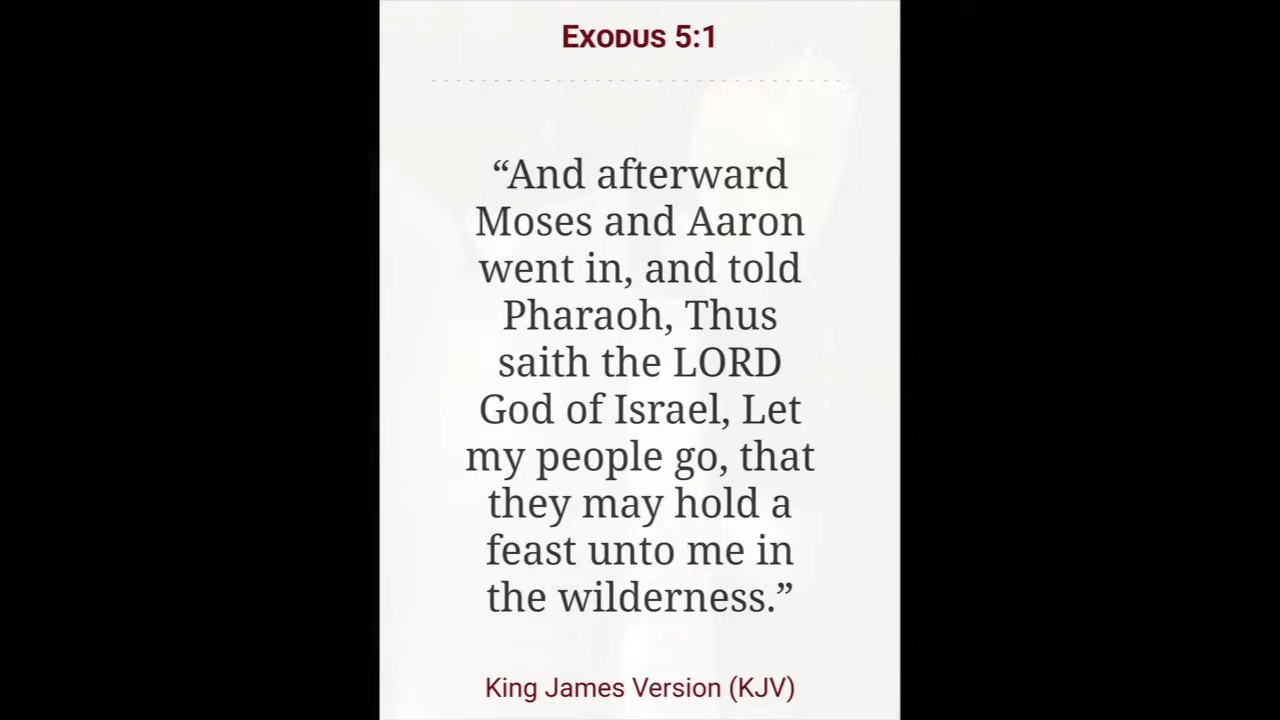 Exodus 5:1
“And afterward
Moses and Aaron
went in, and told
Pharaoh, Thus
saith the LORD
God of Israel, Let
my people go, that
they may hold a
feast unto me in
the wilderness.”
King James Version (KJV)